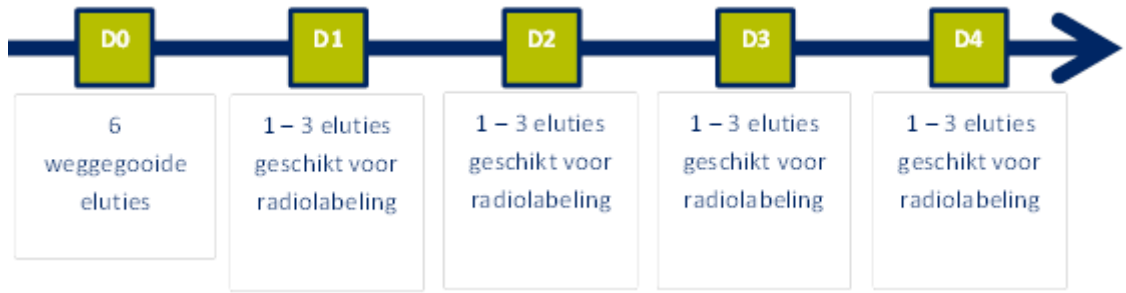 D0
6
weggegooide
eluties
D1
1 – 3 eluties
geschikt voor
radiolabeling
D2
1 – 3 eluties
geschikt voor
radiolabeling
D3
1 – 3 eluties
geschikt voor
radiolabeling
D4
1 – 3 eluties
geschikt voor
radiolabeling